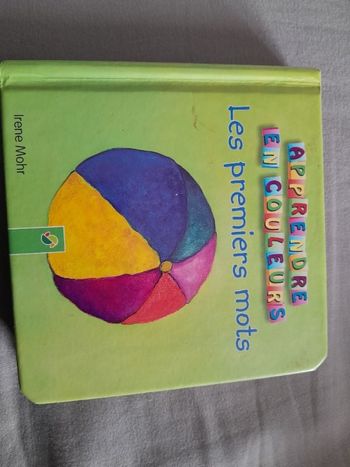 APPRENDRE
EN COULEURS
Les premiers mots
Irene Mohr